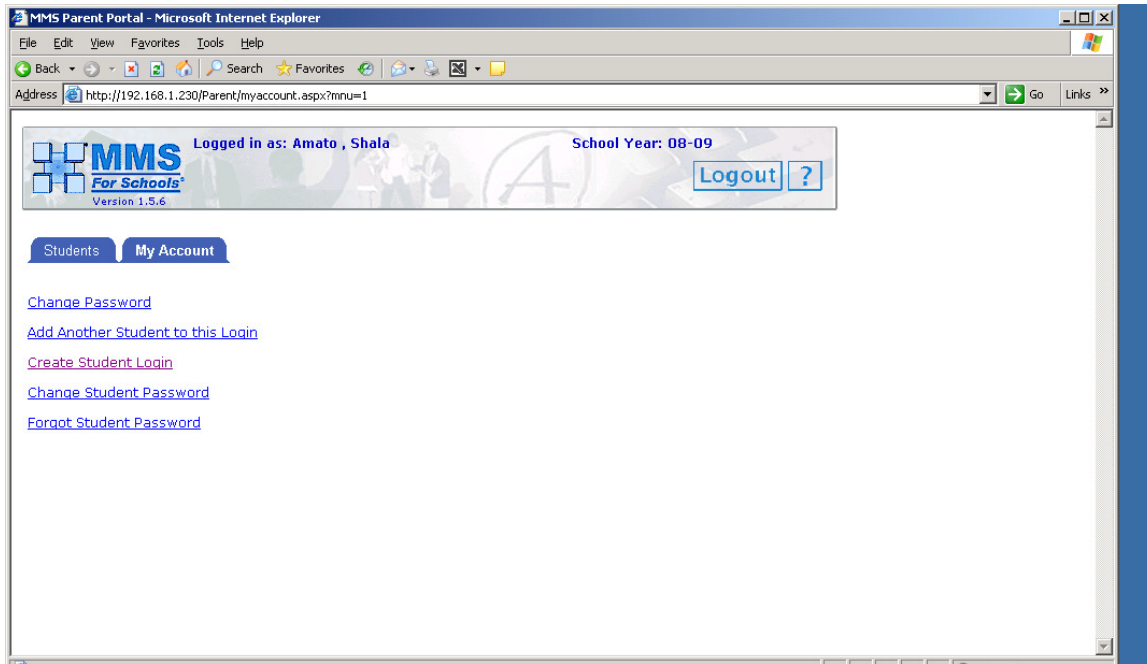 MMS Parent Portal - Microsoft Internet Explorer
File Edit View Favorites Tools Help
Back Search Favorites
Address http://192.168.1.230/Parent/myaccount.aspx?mnu=1 Go Links »
MMS For Schools®
Version 1.5.6
Logged in as: Amato , Shala School Year: 08-09
Logout ?
Students My Account
Change Password
Add Another Student to this Login
Create Student Login
Change Student Password
Forgot Student Password